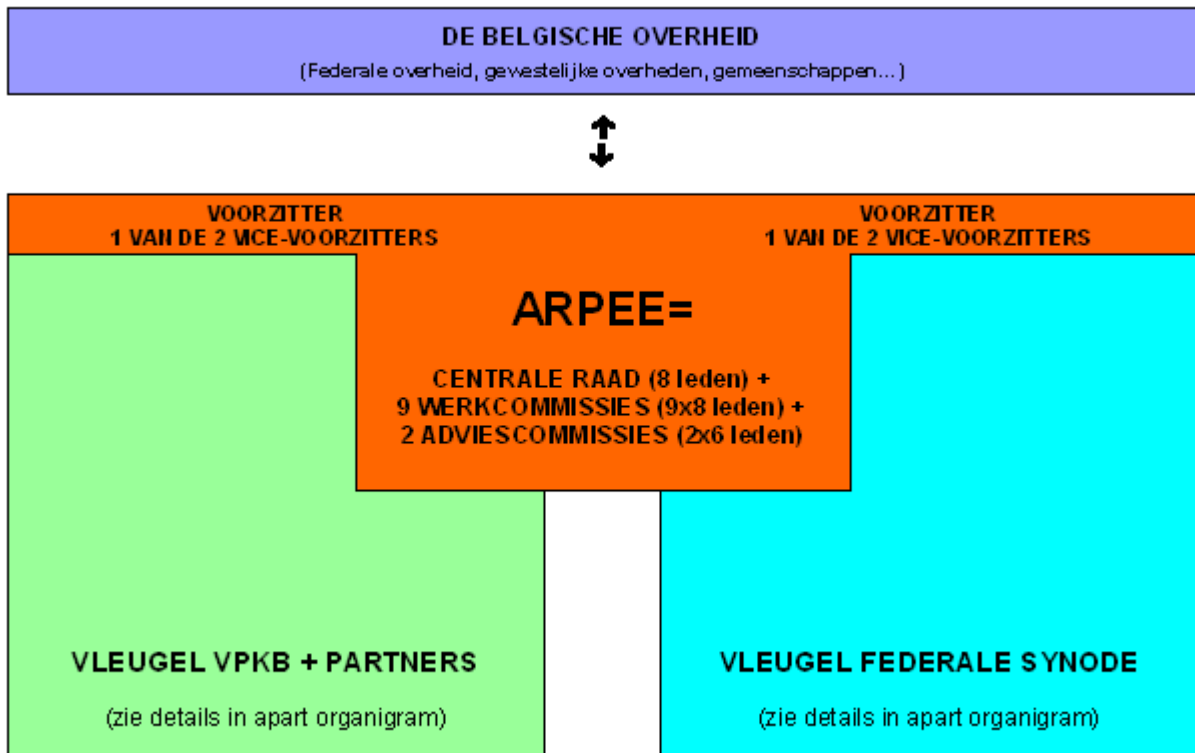 DE BELGISCHE OVERHEID
(Federale overheid, gewestelijke overheden, gemeenschappen...)
VOORZITTER
1 VAN DE 2 VICE-VOORZITTERS
VOORZITTER
1 VAN DE 2 VICE-VOORZITTERS
ARPEE=
CENTRALE RAAD (8 leden) +
9 WERKCOMMISSIES (9x8 leden) +
2 ADVIESCOMMISSIES (2x6 leden)
VLEUGEL VPKB + PARTNERS
(zie details in apart organigram)
VLEUGEL FEDERALE SYNODE
(zie details in apart organigram)